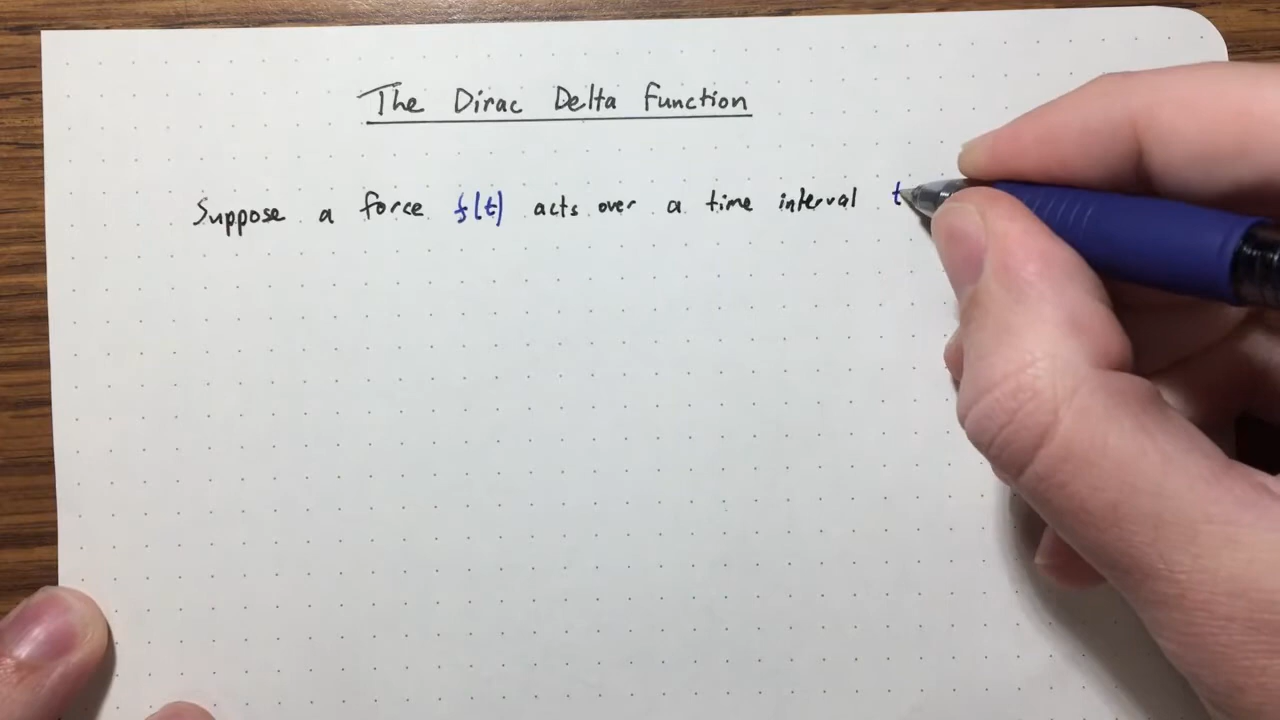 The Dirac Delta Function
Suppose a force f(t) acts over a time interval t